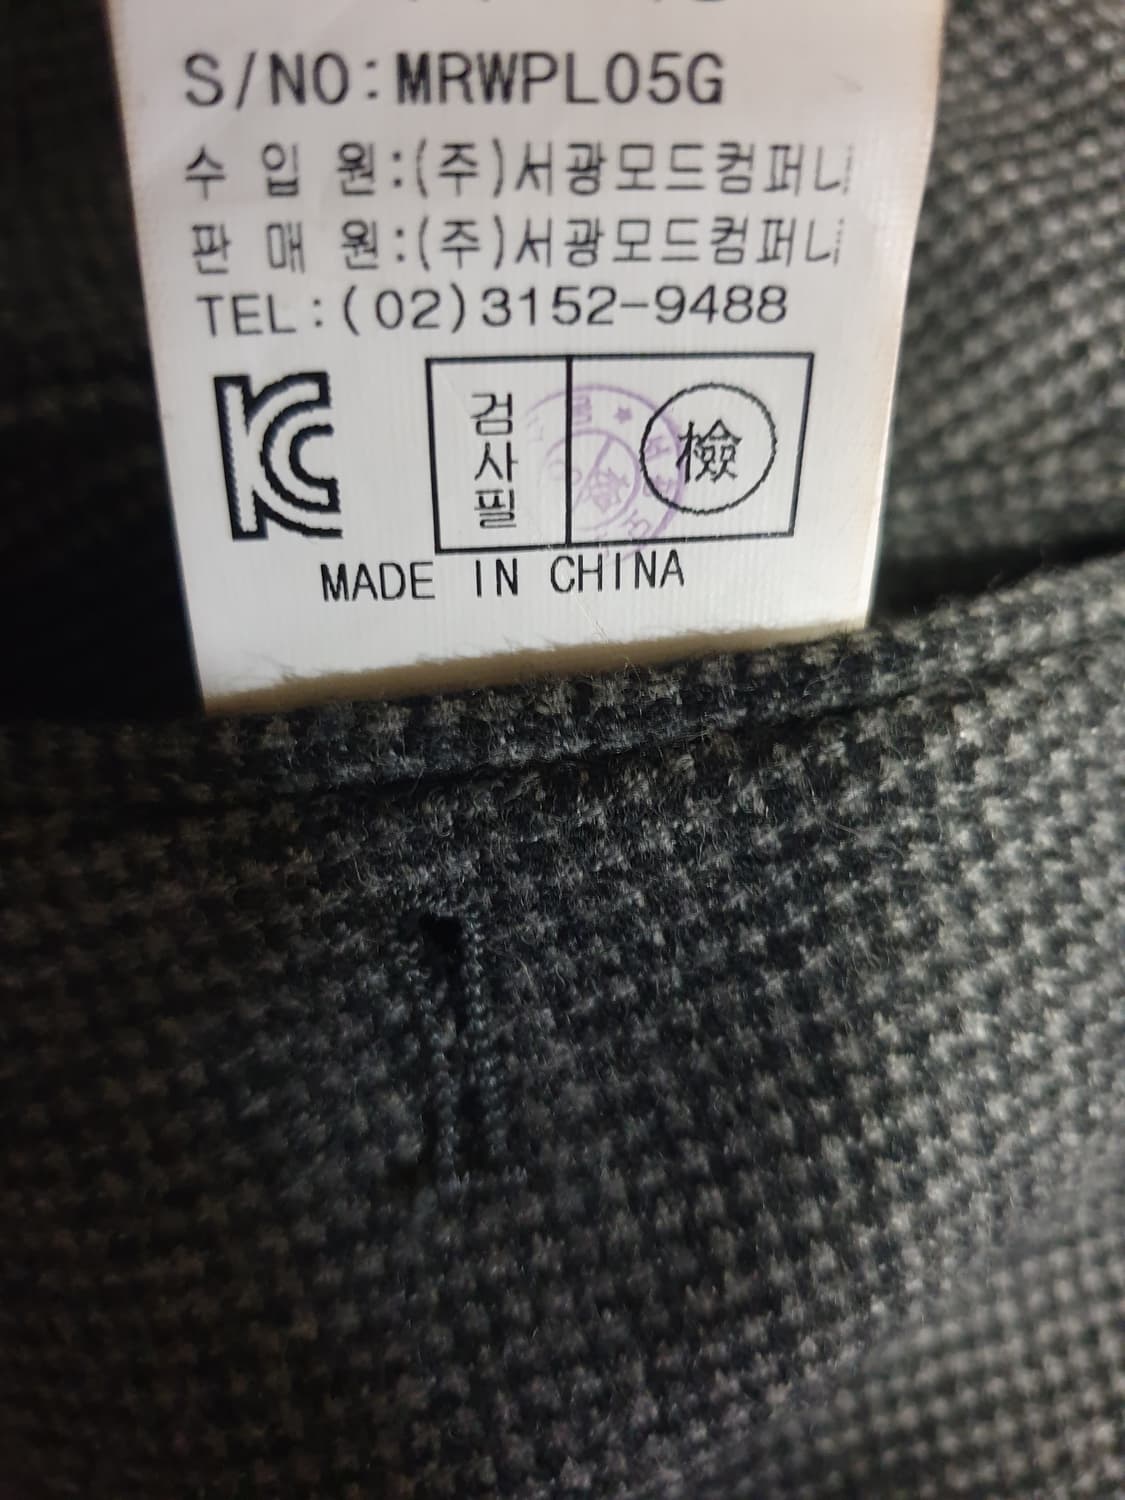 S/NO:MRWPL05G
수 입 원:(주)서광모드컴퍼니
판 매 원:(주)서광모드컴퍼니
TEL:(02)3152-9488
KC
검사필 檢
MADE IN CHINA